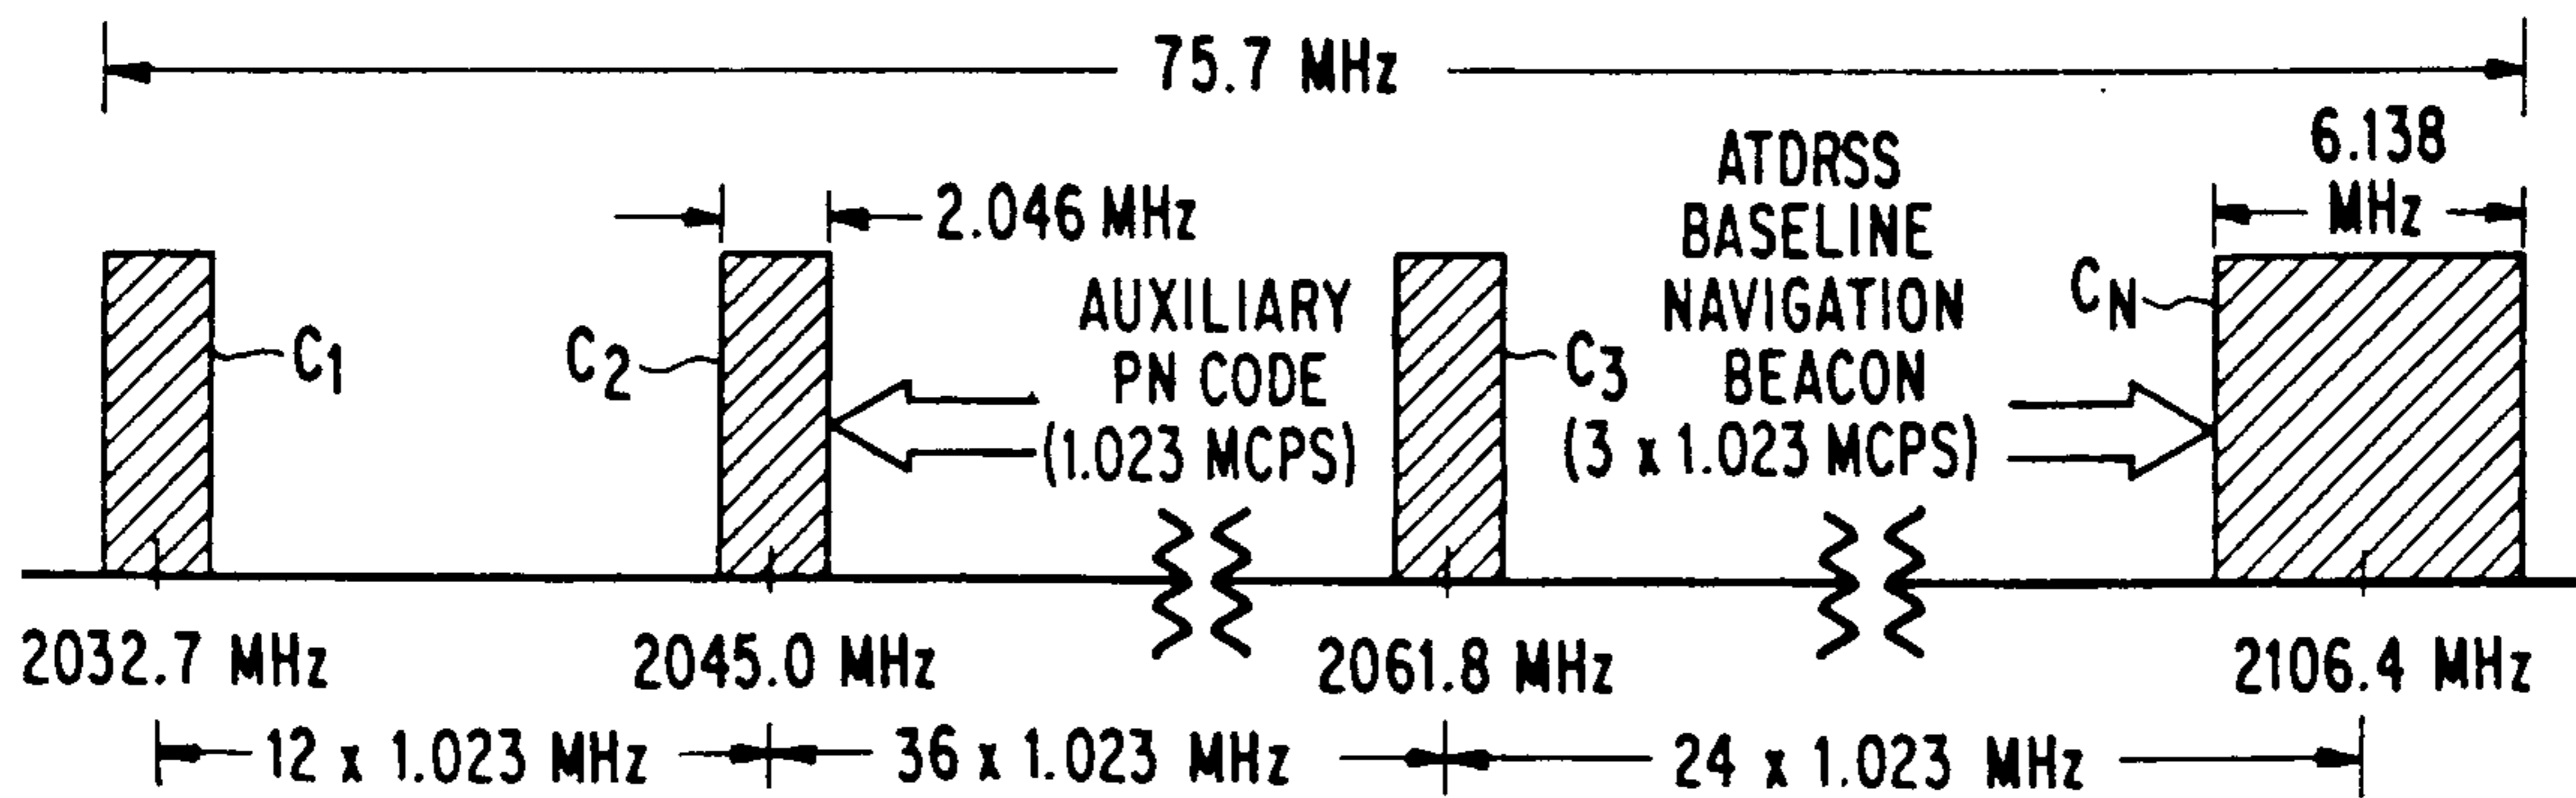 75.7 MHz
6.138
MHz
2.046 MHz
ATDRSS
BASELINE
NAVIGATION
BEACON
(3 x 1.023 MCPS)
AUXILIARY
PN CODE
(1.023 MCPS)
C1
C2
C3
CN
2032.7 MHz
2045.0 MHz
2061.8 MHz
2106.4 MHz
12 x 1.023 MHz
36 x 1.023 MHz
24 x 1.023 MHz